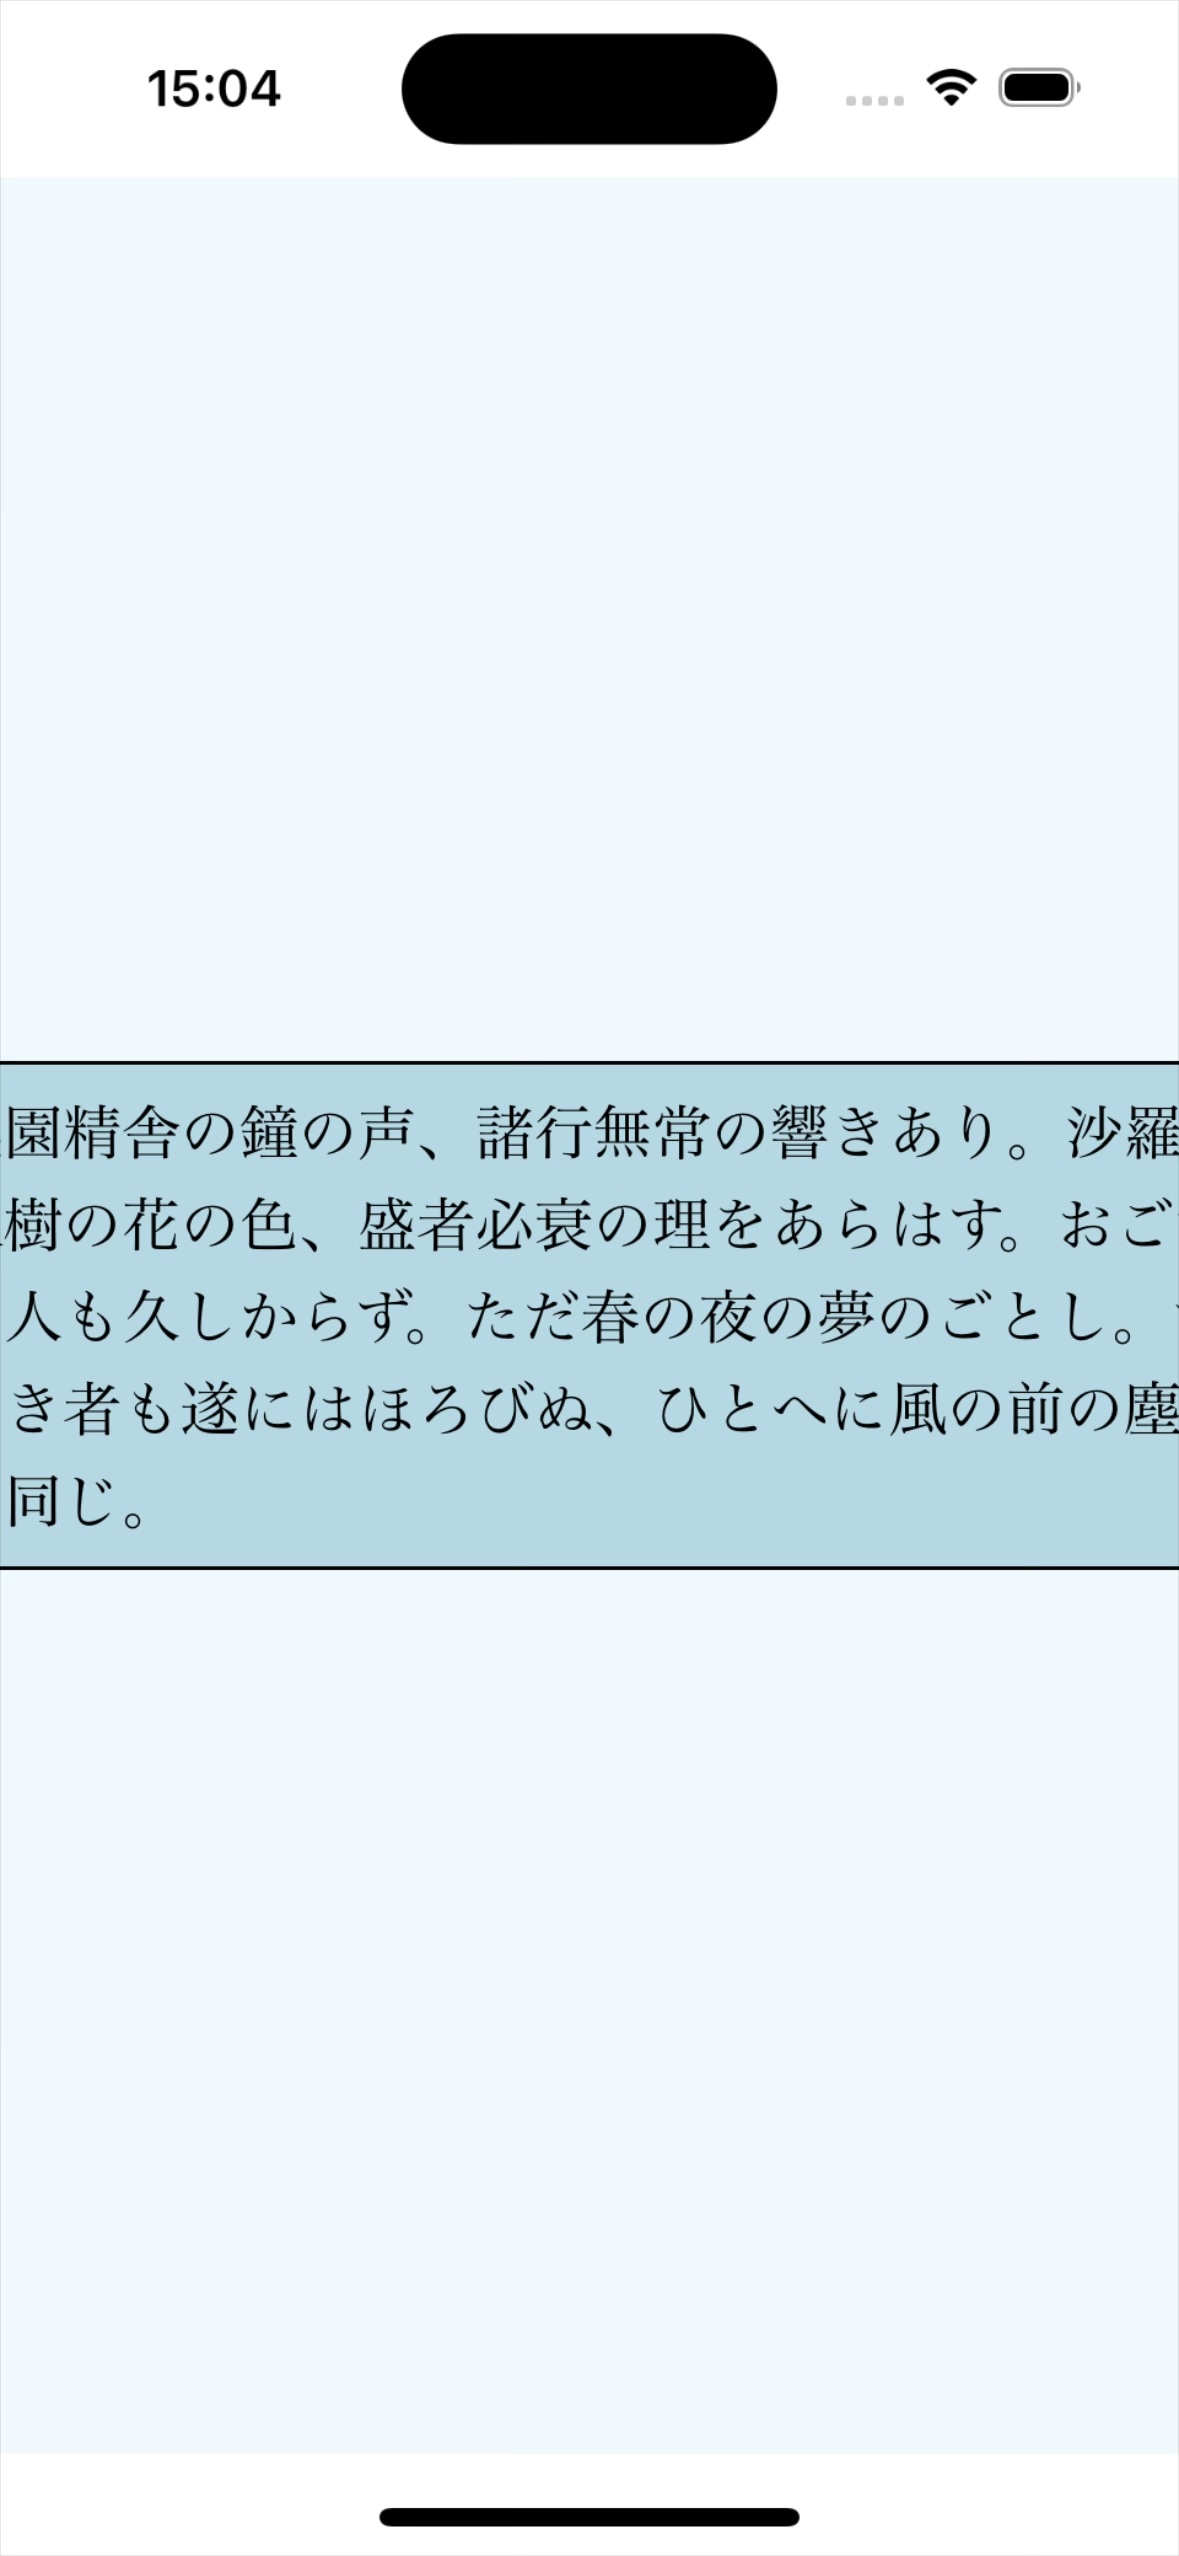 15:04
園精舎の鐘の声、諸行無常の響きあり。沙羅
樹の花の色、盛者必衰の理をあらはす。おご
人も久しからず。ただ春の夜の夢のごとし。
き者も遂にはほろびぬ、ひとへに風の前の塵
同じ。